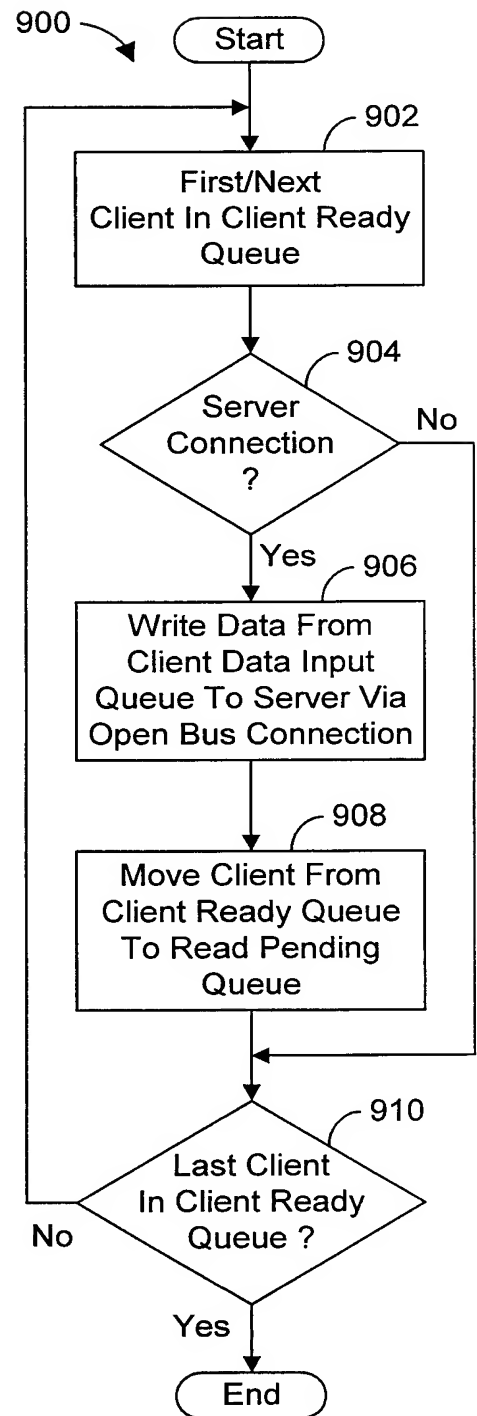 900
Start
902
First/Next
Client In Client Ready
Queue
904
Server
Connection
?
No
Yes
906
Write Data From
Client Data Input
Queue To Server Via
Open Bus Connection
908
Move Client From
Client Ready Queue
To Read Pending
Queue
910
Last Client
In Client Ready
Queue ?
No
Yes
End